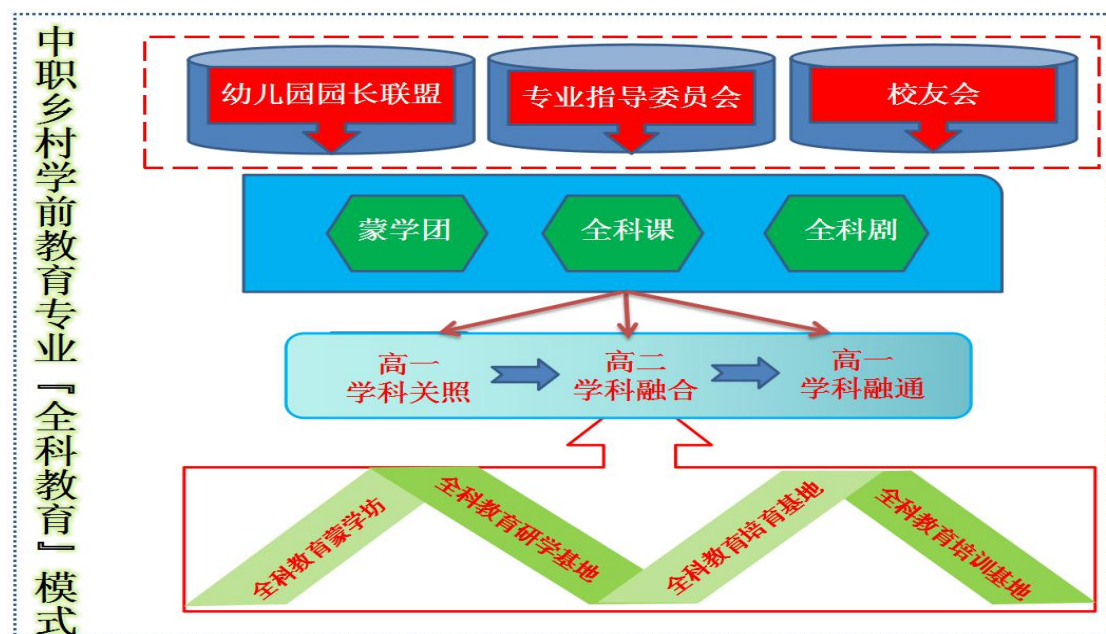 中职乡村学前教育专业『全科教育』模式
幼儿园园长联盟
专业指导委员会
校友会
蒙学团
全科课
全科剧
高一
学科关照
高二
学科融合
高一
学科融通
全科教育蒙学坊
全科教育研学基地
全科教育培育基地
全科教育培训基地